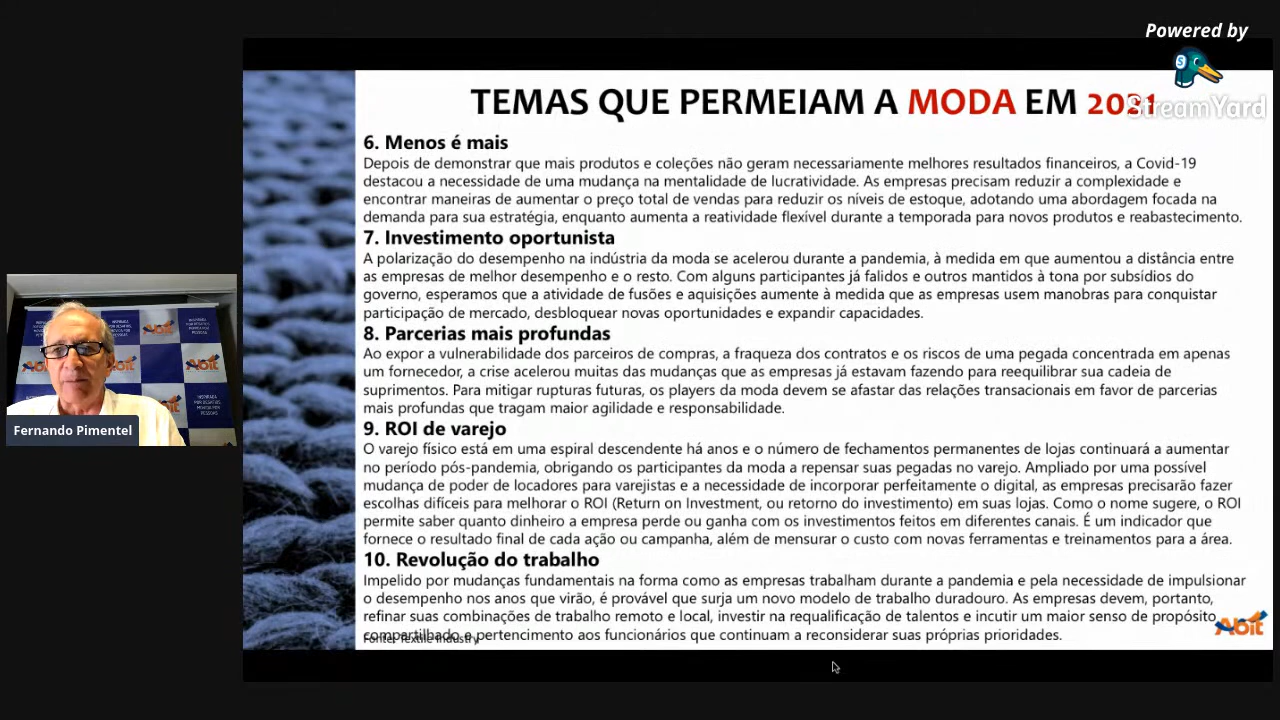 Powered by
StreamYard
TEMAS QUE PERMEIAM A MODA EM 2021
6. Menos é mais
Depois de demonstrar que mais produtos e coleções não geram necessariamente melhores resultados financeiros, a Covid-19
destacou a necessidade de uma mudança na mentalidade de lucratividade. As empresas precisam reduzir a complexidade e
encontrar maneiras de aumentar o preço total de vendas para reduzir os níveis de estoque, adotando uma abordagem focada na
demanda para sua estratégia, enquanto aumenta a reatividade flexível durante a temporada para novos produtos e reabastecimento.
7. Investimento oportunista
A polarização do desempenho na indústria da moda se acelerou durante a pandemia, à medida em que aumentou a distância entre
as empresas de melhor desempenho e o resto. Com alguns participantes já falidos e outros mantidos à tona por subsídios do
governo, esperamos que a atividade de fusões e aquisições aumente à medida que as empresas usem manobras para conquistar
participação de mercado, desbloquear novas oportunidades e expandir capacidades.
8. Parcerias mais profundas
Ao expor a vulnerabilidade dos parceiros de compras, a fraqueza dos contratos e os riscos de uma pegada concentrada em apenas
um fornecedor, a crise acelerou muitas das mudanças que as empresas já estavam fazendo para reequilibrar sua cadeia de
suprimentos. Para mitigar rupturas futuras, os players da moda devem se afastar das relações transacionais em favor de parcerias
mais profundas que tragam maior agilidade e responsabilidade.
9. ROI de varejo
O varejo físico está em uma espiral descendente há anos e o número de fechamentos permanentes de lojas continuará a aumentar
no período pós-pandemia, obrigando os participantes da moda a repensar suas pegadas no varejo. Ampliado por uma possível
mudança de poder de locadores para varejistas e a necessidade de incorporar perfeitamente o digital, as empresas precisarão fazer
escolhas difíceis para melhorar o ROI (Return on Investment, ou retorno do investimento) em suas lojas. Como o nome sugere, o ROI
permite saber quanto dinheiro a empresa perde ou ganha com os investimentos feitos em diferentes canais. É um indicador que
fornece o resultado final de cada ação ou campanha, além de mensurar o custo com novas ferramentas e treinamentos para a área.
10. Revolução do trabalho
Impelido por mudanças fundamentais na forma como as empresas trabalham durante a pandemia e pela necessidade de impulsionar
o desempenho nos anos que virão, é provável que surja um novo modelo de trabalho duradouro. As empresas devem, portanto,
refinar suas combinações de trabalho remoto e local, investir na requalificação de talentos e incutir um maior senso de propósito
compartilhado e pertencimento aos funcionários que continuam a reconsiderar suas próprias prioridades.
Fonte: Textile Industry
Abit
INSPIRADA
POR DESAFIOS
MOVIDA POR
PESSOAS
Abit
Fernando Pimentel